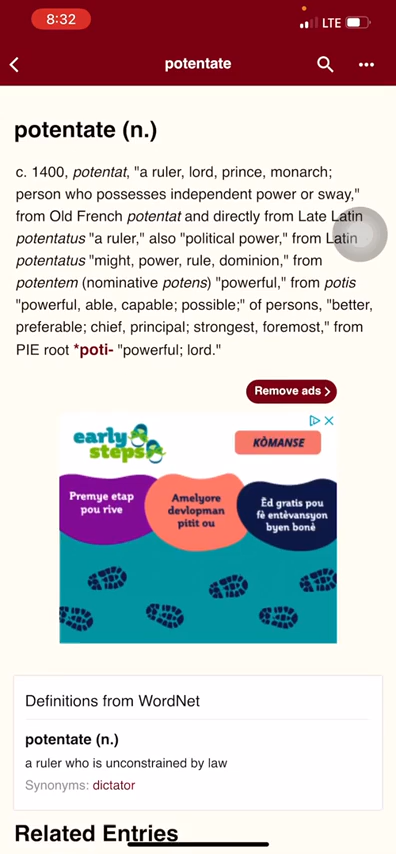 8:32
LTE
potentate
potentate (n.)
c. 1400, potentat, "a ruler, lord, prince, monarch;
person who possesses independent power or sway,"
from Old French potentat and directly from Late Latin
potentatus "a ruler," also "political power," from Latin
potentatus "might, power, rule, dominion," from
potentem (nominative potens) "powerful," from potis
"powerful, able, capable; possible;" of persons, "better,
preferable; chief, principal; strongest, foremost," from
PIE root *poti- "powerful; lord."
Remove ads
early
steps
KÒMANSE
Premye etap
pou rive
Amelyore
devlopman
pitit ou
Èd gratis pou
fè entèvansyon
byen bonè
Definitions from WordNet
potentate (n.)
a ruler who is unconstrained by law
Synonyms: dictator
Related Entries